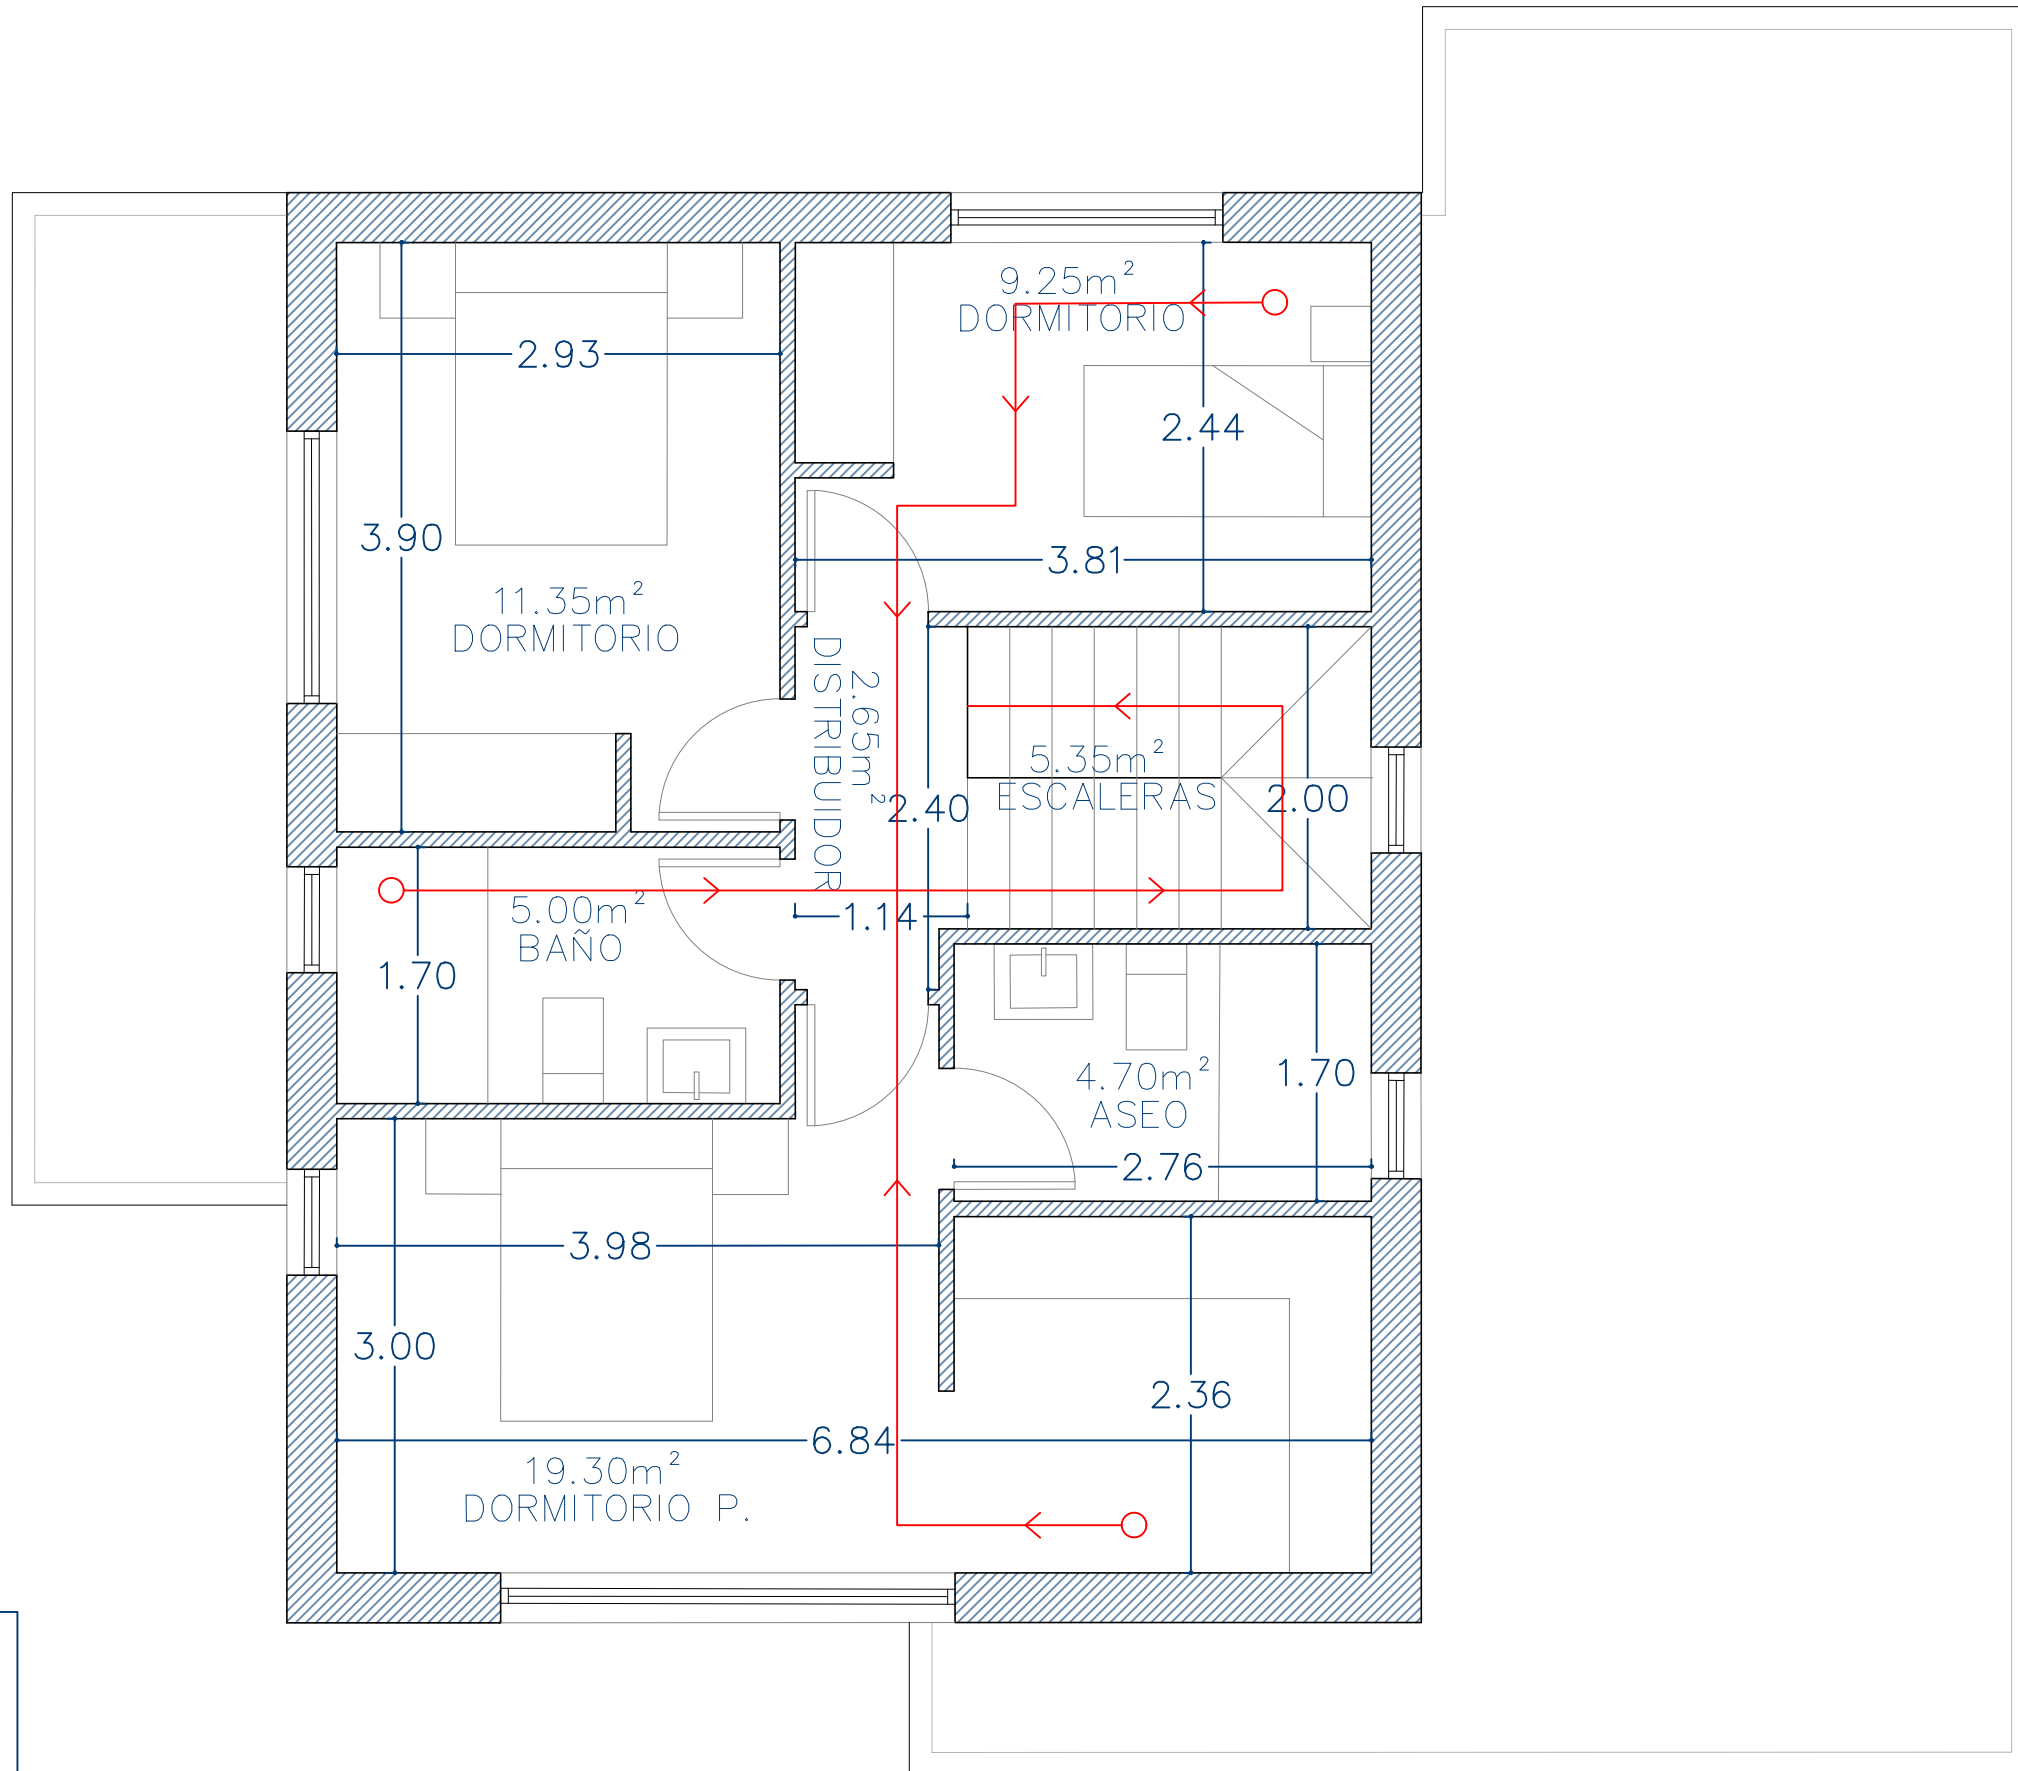 9.25m²
DORMITORIO
2.93
2.44
3.90
3.81
11.35m²
DORMITORIO
2.65m²
DISTRIBUIDOR
5.35m²
ESCALERAS
2.40
2.00
5.00m²
BAÑO
1.14
1.70
4.70m²
ASEO
1.70
2.76
3.98
3.00
2.36
6.84
19.30m²
DORMITORIO P.